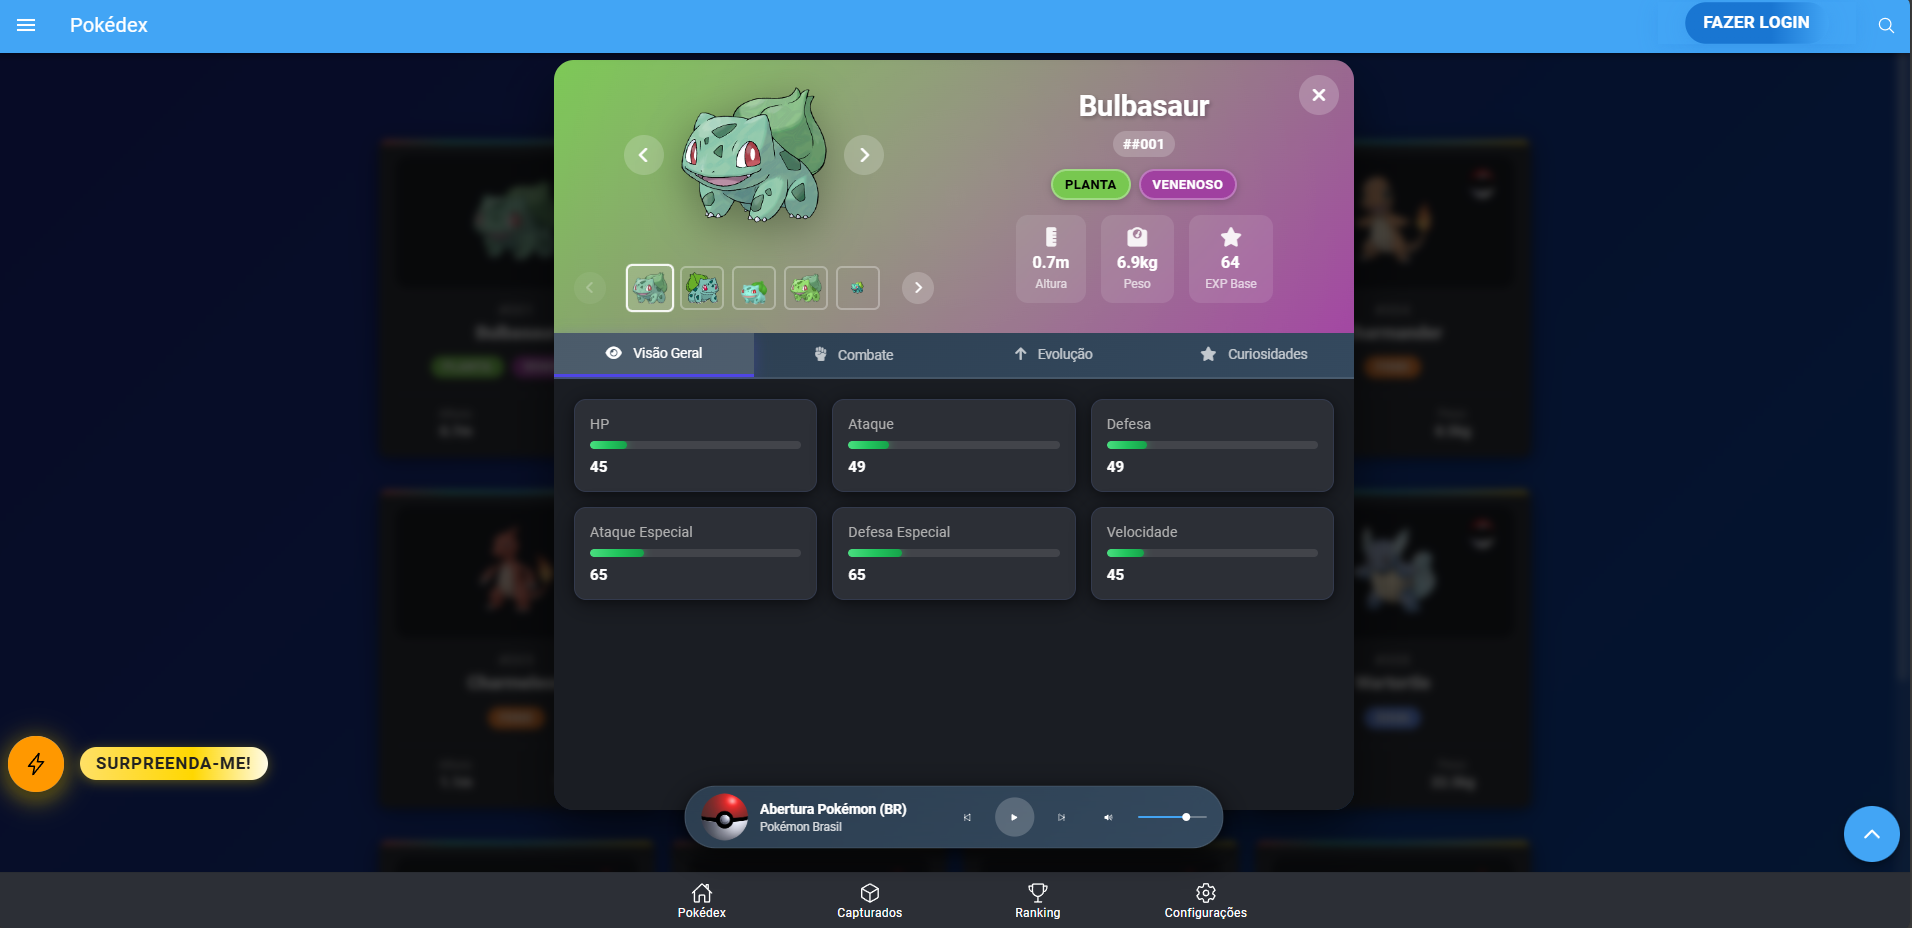 Pokédex
FAZER LOGIN
Bulbasaur
##001
PLANTA
VENENOSO
0.7m
Altura
6.9kg
Peso
64
EXP Base
Visão Geral
Combate
Evolução
Curiosidades
HP
45
Ataque
49
Defesa
49
Ataque Especial
65
Defesa Especial
65
Velocidade
45
SURPREENDA-ME!
Abertura Pokémon (BR)
Pokémon Brasil
Pokédex
Capturados
Ranking
Configurações